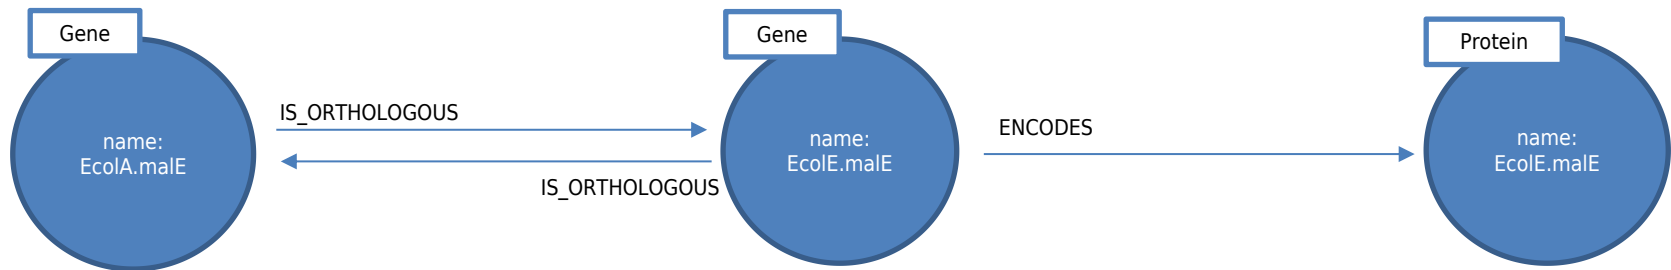 Gene
name:
EcolA.malE
IS_ORTHOLOGOUS
IS_ORTHOLOGOUS
Gene
name:
EcolE.malE
ENCODES
Protein
name:
EcolE.malE